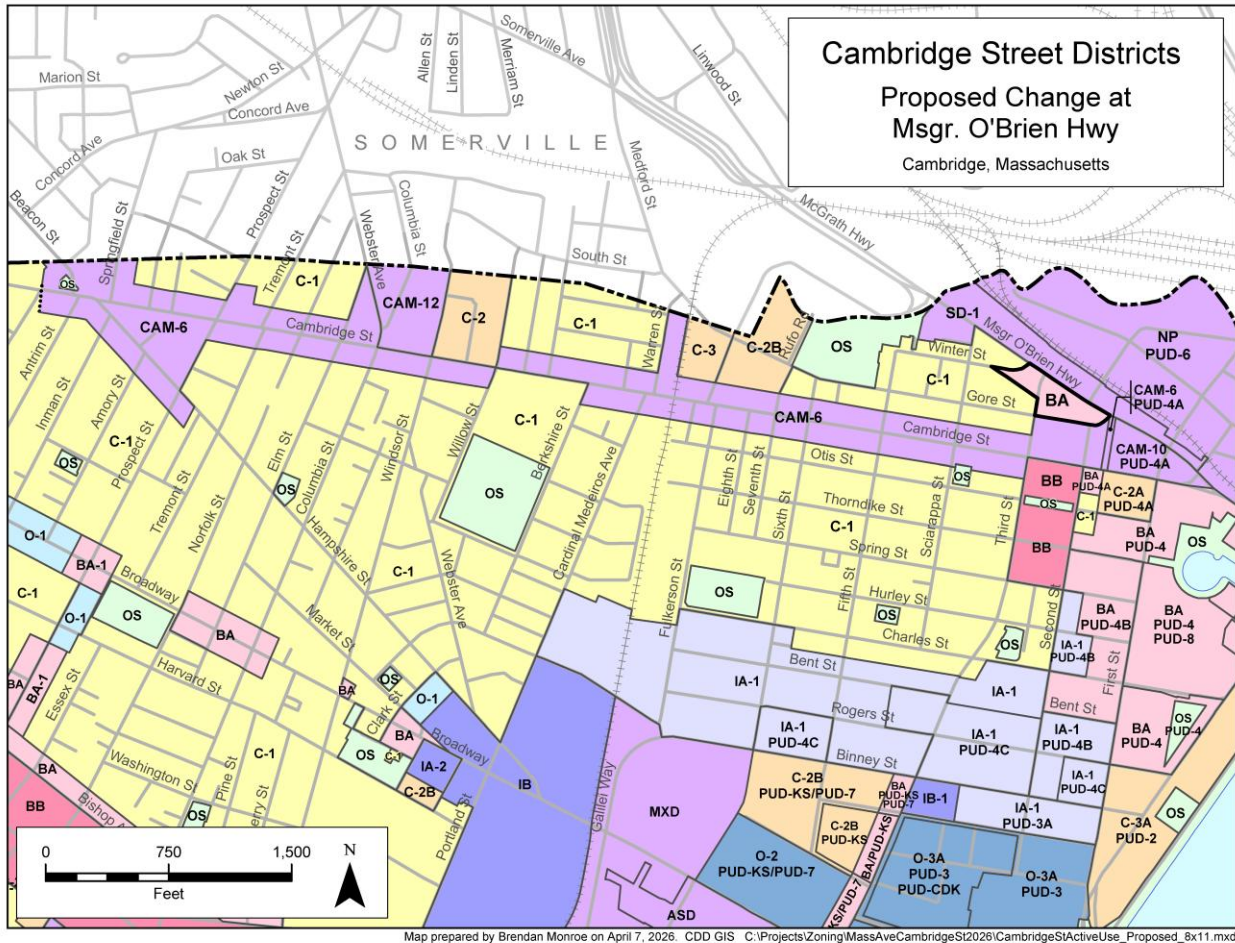 Cambridge Street Districts
Proposed Change at
Msgr. O'Brien Hwy
Cambridge, Massachusetts
Allen St
Linden St
Merriam St
Somerville Ave
Linwood St
Marion St
Newton St
Concord Ave
SOMERVILLE
Concord Ave
Oak St
Prospect St
Medford St
McGrath Hwy
Beacon St
Springfield St
Tremont St
Webster Ave
Columbia St
South St
OS
C-1
CAM-12
C-2
C-1
Warren St
C-3
C-2B
Rufo Rd
OS
SD-1
Msgr O'Brien Hwy
NP
PUD-6
CAM-6
Cambridge St
Winter St
C-1
Gore St
BA
CAM-6
PUD-4A
CAM-6
Cambridge St
CAM-10
PUD-4A
Antrim St
Inman St
Amory St
C-1
Prospect St
OS
Tremont St
Norfolk St
Elm St
OS
Columbia St
Windsor St
Willow St
C-1
Berkshire St
OS
Cardinal Medeiros Ave
Eighth St
Seventh St
Sixth St
Otis St
Thorndike St
C-1
Spring St
Sciarappa St
OS
Third St
BB
OS
BB
BA
PUD-4A
C-2A
PUD-4A
C-1
BA
PUD-4
OS
O-1
BA-1
Broadway
Hampshire St
C-1
Webster Ave
Fulkerson St
OS
Fifth St
Hurley St
OS
Charles St
OS
Second St
BA
PUD-4B
IA-1
PUD-4B
First St
BA
PUD-4
PUD-8
C-1
O-1
OS
BA
Market St
Harvard St
BA
BA-1
Essex St
BA
OS
Clark St
O-1
BA
C-1
OS
IA-2
Broadway
C-2B
IB
Portland St
Galilei Way
IA-1
Bent St
IA-1
Rogers St
IA-1
PUD-4C
Binney St
IA-1
PUD-4C
Bent St
IA-1
PUD-4B
IA-1
PUD-4C
BA
PUD-4
OS
PUD-4
Washington St
Pine St
C-1
BA
BB
OS
MXD
ASD
C-2B
PUD-KS/PUD-7
C-2B
PUD-KS
O-2
PUD-KS/PUD-7
BA
PUD-KS
PUD-7
BA/PUD-KS
KS/PUD-7
IB-1
IA-1
PUD-3A
O-3A
PUD-3
PUD-CDK
O-3A
PUD-3
C-3A
PUD-2
OS
0 750 1,500
Feet
N
Map prepared by Brendan Monroe on April 7, 2026. CDD GIS C:\Projects\Zoning\MassAveCambridgeSt2026\CambridgeStActiveUse_Proposed_8x11.mxd